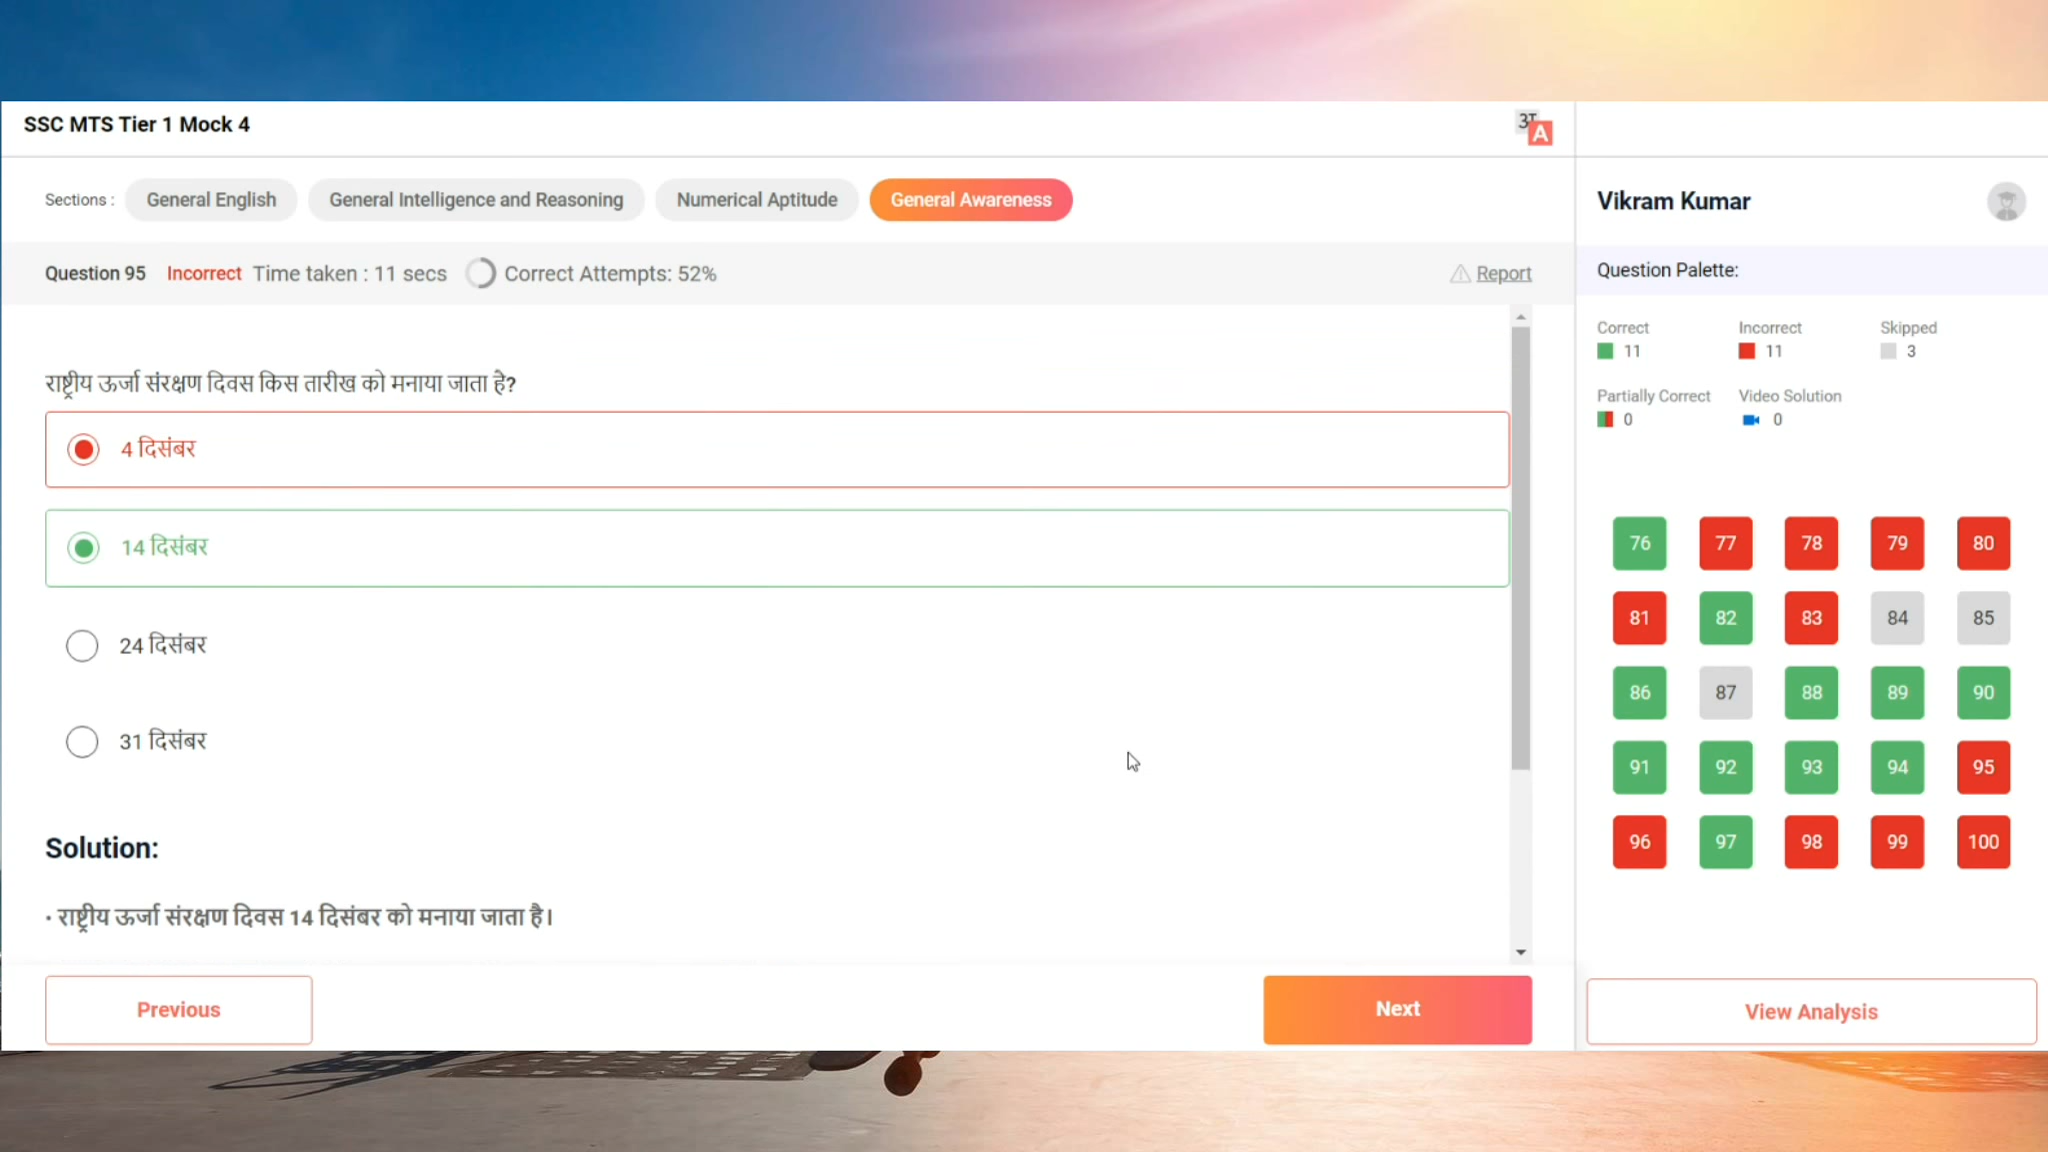 SSC MTS Tier 1 Mock 4
अ A
Sections : General English General Intelligence and Reasoning Numerical Aptitude General Awareness
Question 95 Incorrect Time taken : 11 secs Correct Attempts: 52% Report
राष्ट्रीय ऊर्जा संरक्षण दिवस किस तारीख को मनाया जाता है?
4 दिसंबर
14 दिसंबर
24 दिसंबर
31 दिसंबर
Solution:
• राष्ट्रीय ऊर्जा संरक्षण दिवस 14 दिसंबर को मनाया जाता है।
Previous Next
Vikram Kumar
Question Palette:
Correct Incorrect Skipped
11 11 3
Partially Correct Video Solution
0 0
76 77 78 79 80
81 82 83 84 85
86 87 88 89 90
91 92 93 94 95
96 97 98 99 100
View Analysis